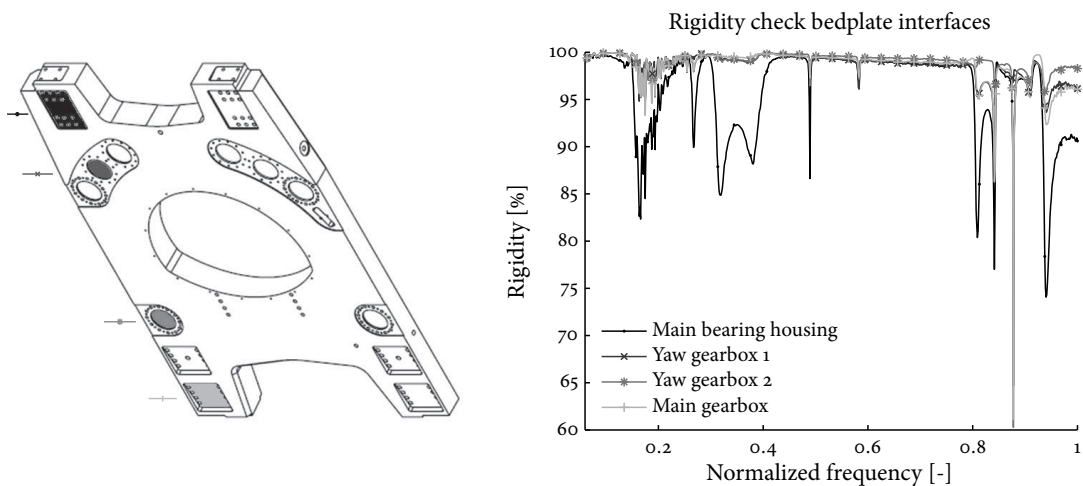 Rigidity check bedplate interfaces
100
95
90
85
80
75
70
65
60
Rigidity [%]
Main bearing housing
Yaw gearbox 1
Yaw gearbox 2
Main gearbox
0.2
0.4
0.6
0.8
1
Normalized frequency [-]